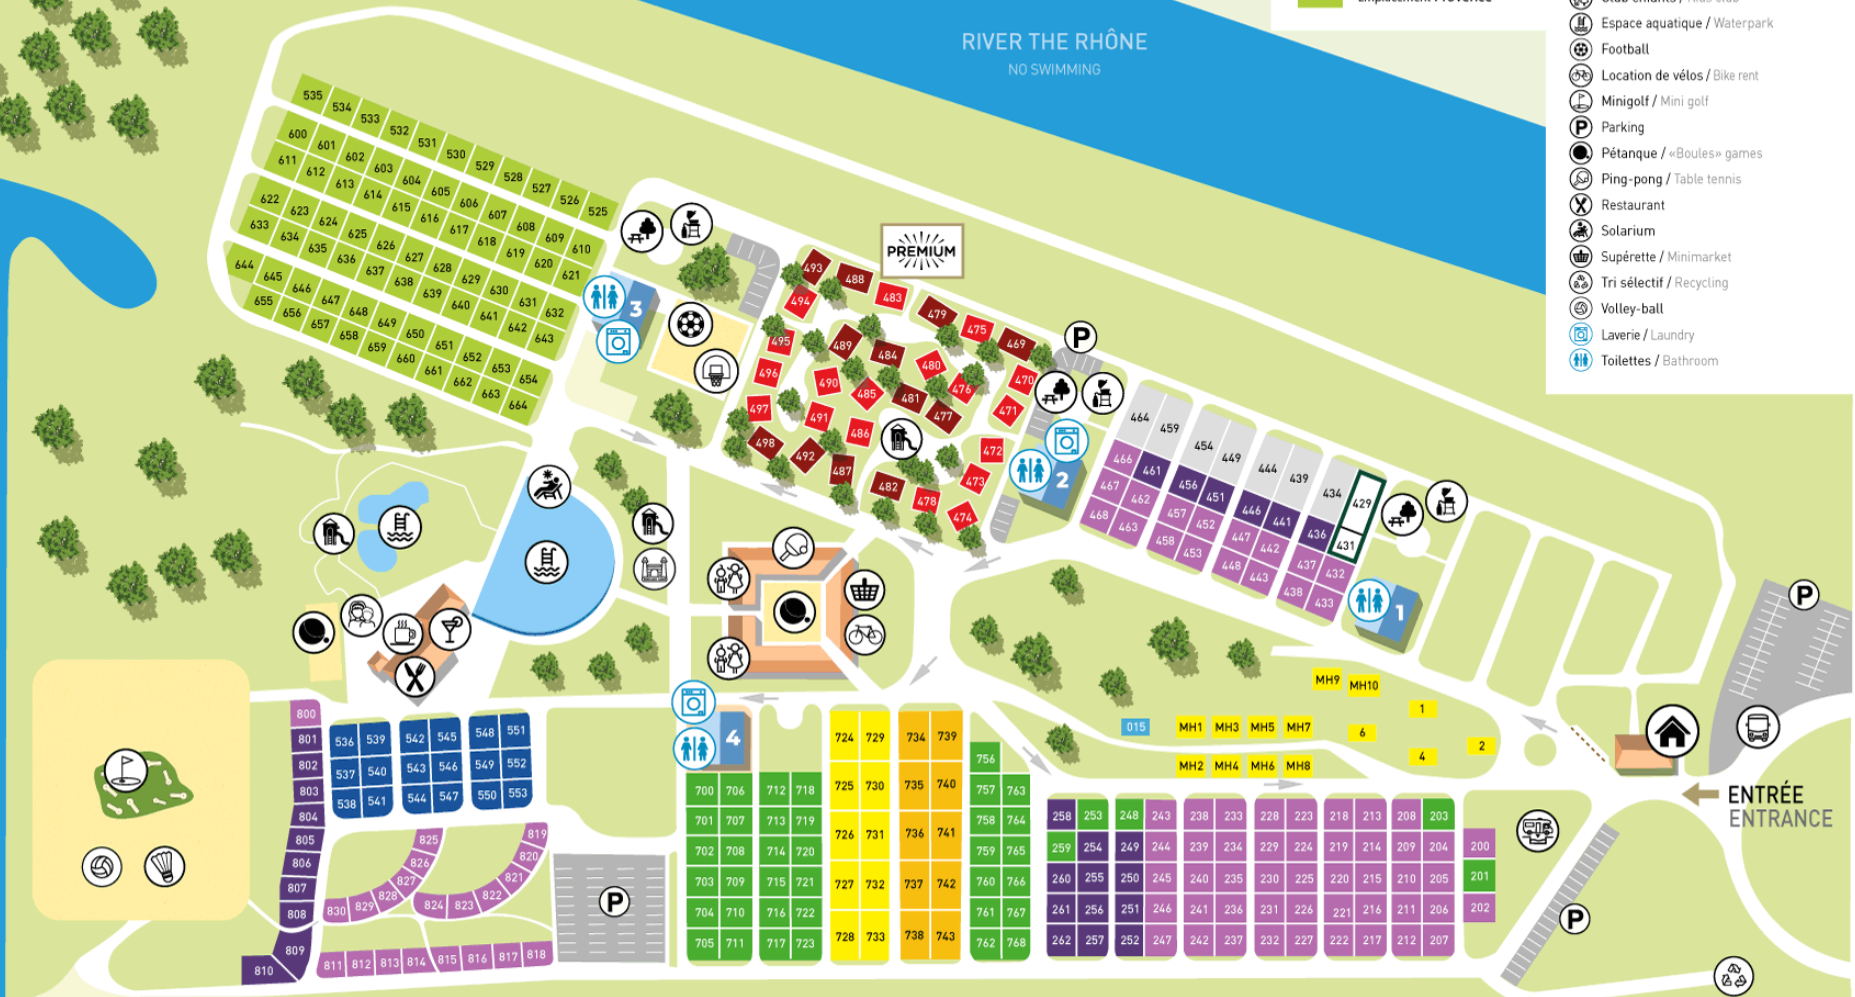 RIVER THE RHÔNE
NO SWIMMING
Emplacement Provence
Club enfants / Kids club
Espace aquatique / Waterpark
Football
Location de vélos / Bike rent
Minigolf / Mini golf
P Parking
Pétanque / «Boules» games
Ping-pong / Table tennis
Restaurant
Solarium
Supérette / Minimarket
Tri sélectif / Recycling
Volley-ball
Laverie / Laundry
Toilettes / Bathroom
535 534 533 532 531 530 529 528 527 526 525
600 601 602 603 604 605 606 607 608 609 610
611 612 613 614 615 616 617 618 619 620 621
622 623 624 625 626 627 628 629 630 631 632
633 634 635 636 637 638 639 640 641 642 643
644 645 646 647 648 649 650 651 652 653 654
655 656 657 658 659 660 661 662 663 664
3
PREMIUM
493 488 483 479 475 469
494 495 489 484 480 476 470
496 490 485 481 477 471
497 491 486 472
498 492 487 482 478 473 474
P
2
464 459 454 449 444 439 434 429
466 461 456 451 446 441 436 431
467 462 457 452 447 442 437 432
468 463 458 453 448 443 438 433
1
P
MH9 MH10
015 MH1 MH3 MH5 MH7
MH2 MH4 MH6 MH8
1
6 2
4
ENTRÉE
ENTRANCE
800
801
802
803
804
805
806
807
808
809
810
536 539 542 545 548 551
537 540 543 546 549 552
538 541 544 547 550 553
825 826 827 828 829 830
819 820 821 822 823 824
811 812 813 814 815 816 817 818
P
4
700 706 712 718
701 707 713 719
702 708 714 720
703 709 715 721
704 710 716 722
705 711 717 723
724 729 734 739
725 730 735 740
726 731 736 741
727 732 737 742
728 733 738 743
756
757 763
758 764
759 765
760 766
761 767
762 768
258 253 248 243 238 233 228 223 218 213 208 203
259 254 249 244 239 234 229 224 219 214 209 204 200
260 255 250 245 240 235 230 225 220 215 210 205 201
261 256 251 246 241 236 231 226 221 216 211 206 202
262 257 252 247 242 237 232 227 222 217 212 207
P